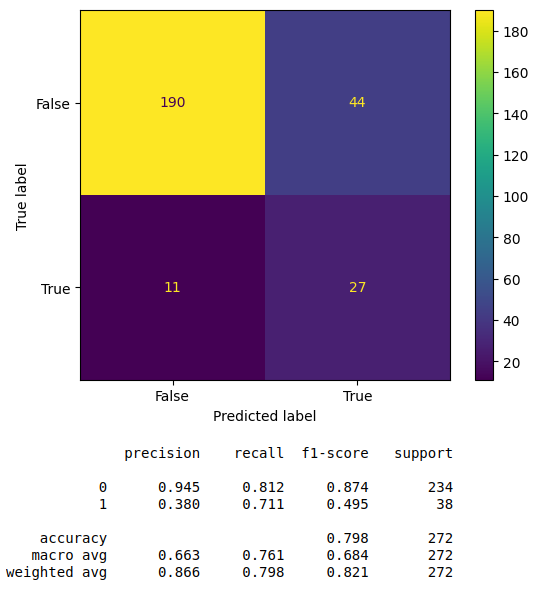 180
160
140
120
100
80
60
40
20
True label
False
190
44
True
11
27
False True
Predicted label
precision recall f1-score support
0 0.945 0.812 0.874 234
1 0.380 0.711 0.495 38
accuracy 0.798 272
macro avg 0.663 0.761 0.684 272
weighted avg 0.866 0.798 0.821 272